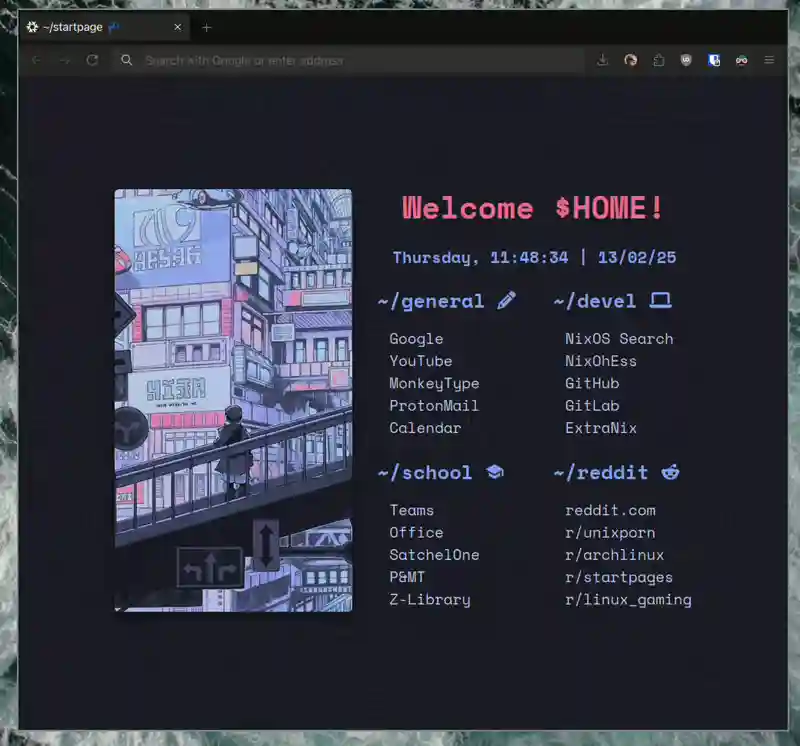 ~/startpage
Search with Google or enter address
Welcome $HOME!
Thursday, 11:48:34 | 13/02/25
~/general
Google
YouTube
MonkeyType
ProtonMail
Calendar
~/devel
NixOS Search
NixOhEss
GitHub
GitLab
ExtraNix
~/school
Teams
Office
SatchelOne
P&MT
Z-Library
~/reddit
reddit.com
r/unixporn
r/archlinux
r/startpages
r/linux_gaming